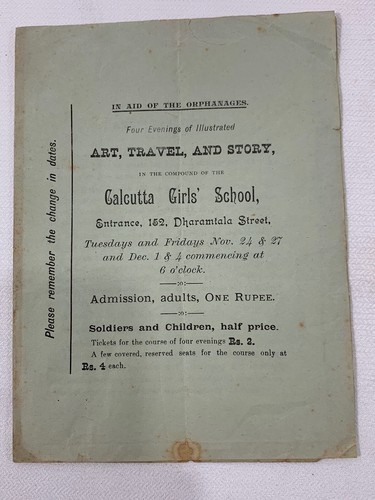 Please remember the change in dates.
IN AID OF THE ORPHANAGES.
Four Evenings of Illustrated
ART, TRAVEL, AND STORY,
IN THE COMPOUND OF THE
Calcutta Girls' School,
Entrance, 152, Dharamtala Street,
Tuesdays and Fridays Nov. 24 & 27
and Dec. 1 & 4 commencing at
6 o'clock.
Admission, adults, ONE RUPEE.
Soldiers and Children, half price.
Tickets for the course of four evenings Rs. 2.
A few covered, reserved seats for the course only at
Rs. 4 each.